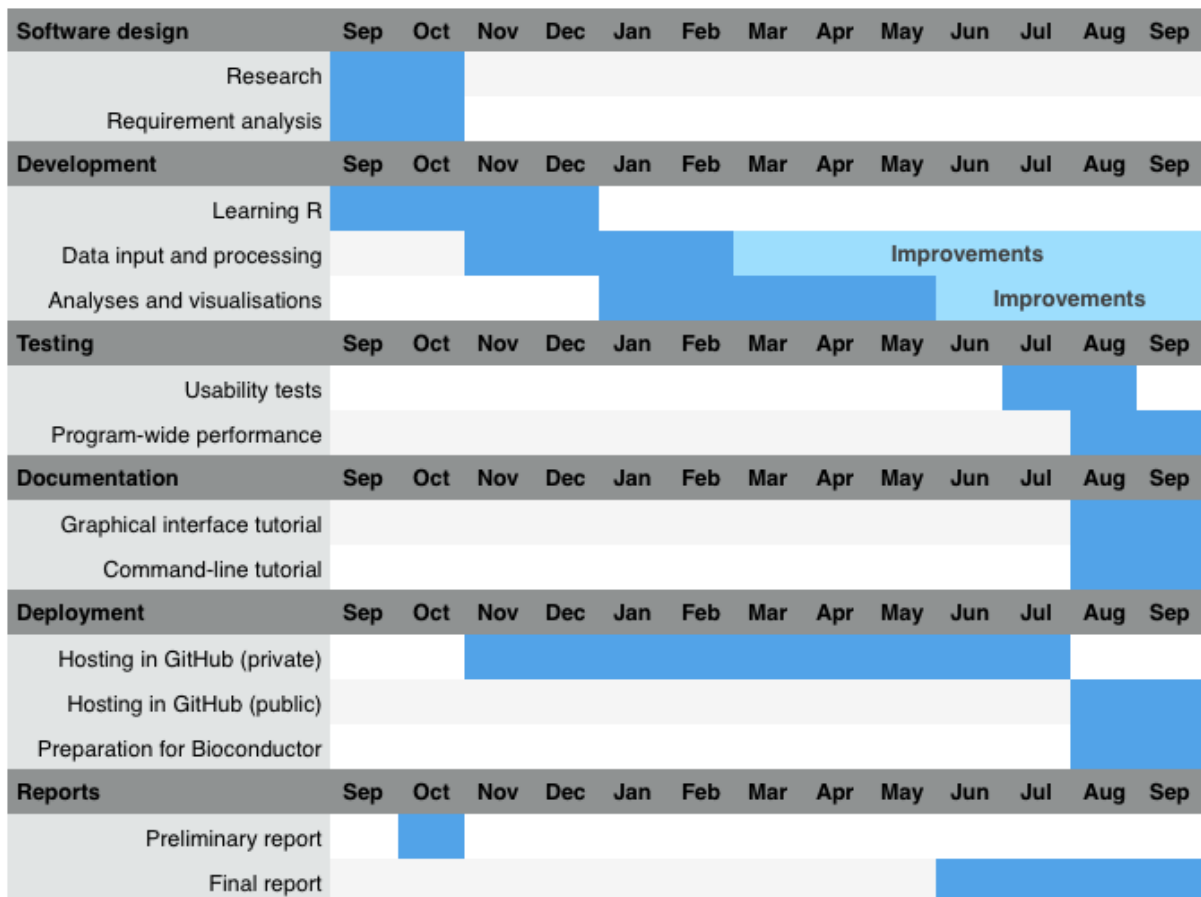 Software design Sep Oct Nov Dec Jan Feb Mar Apr May Jun Jul Aug Sep
Research
Requirement analysis
Development Sep Oct Nov Dec Jan Feb Mar Apr May Jun Jul Aug Sep
Learning R
Data input and processing Improvements
Analyses and visualisations Improvements
Testing Sep Oct Nov Dec Jan Feb Mar Apr May Jun Jul Aug Sep
Usability tests
Program-wide performance
Documentation Sep Oct Nov Dec Jan Feb Mar Apr May Jun Jul Aug Sep
Graphical interface tutorial
Command-line tutorial
Deployment Sep Oct Nov Dec Jan Feb Mar Apr May Jun Jul Aug Sep
Hosting in GitHub (private)
Hosting in GitHub (public)
Preparation for Bioconductor
Reports Sep Oct Nov Dec Jan Feb Mar Apr May Jun Jul Aug Sep
Preliminary report
Final report